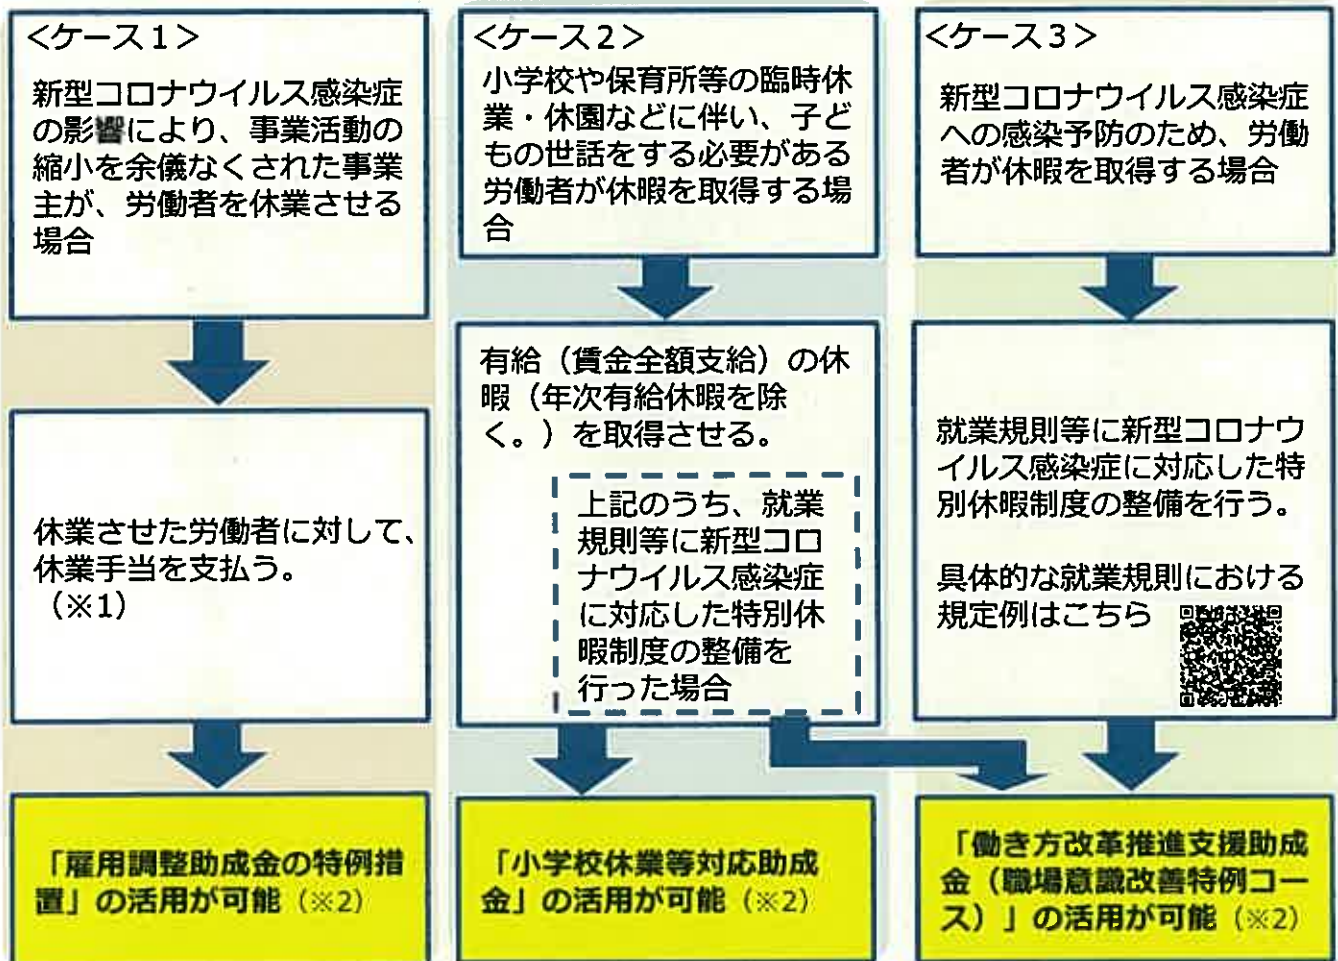 <ケース1>
新型コロナウイルス感染症
の影響により、事業活動の
縮小を余儀なくされた事業
主が、労働者を休業させる
場合
休業させた労働者に対して、
休業手当を支払う。
(※1)
「雇用調整助成金の特例措
置」の活用が可能(※2)
<ケース2>
小学校や保育所等の臨時休
業・休園などに伴い、子ど
もの世話をする必要がある
労働者が休暇を取得する場
合
有給(賃金全額支給)の休
暇(年次有給休暇を除
く。)を取得させる。
上記のうち、就業
規則等に新型コロ
ナウイルス感染症
に対応した特別休
暇制度の整備を
行った場合
「小学校休業等対応助成
金」の活用が可能(※2)
<ケース3>
新型コロナウイルス感染症
への感染予防のため、労働
者が休暇を取得する場合
就業規則等に新型コロナウ
イルス感染症に対応した特
別休暇制度の整備を行う。
具体的な就業規則における
規定例はこちら
「働き方改革推進支援助成
金(職場意識改善特例コー
ス)」の活用が可能(※2)